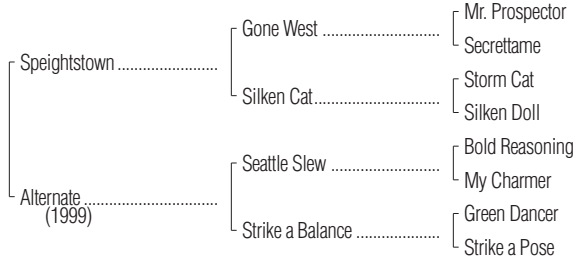 Mr. Prospector
Gone West ........................
Secrettame
Speightstown ....................
Storm Cat
Silken Cat..........................
Silken Doll
Bold Reasoning
Seattle Slew ......................
My Charmer
Alternate ...........................
(1999)
Green Dancer
Strike a Balance .................
Strike a Pose